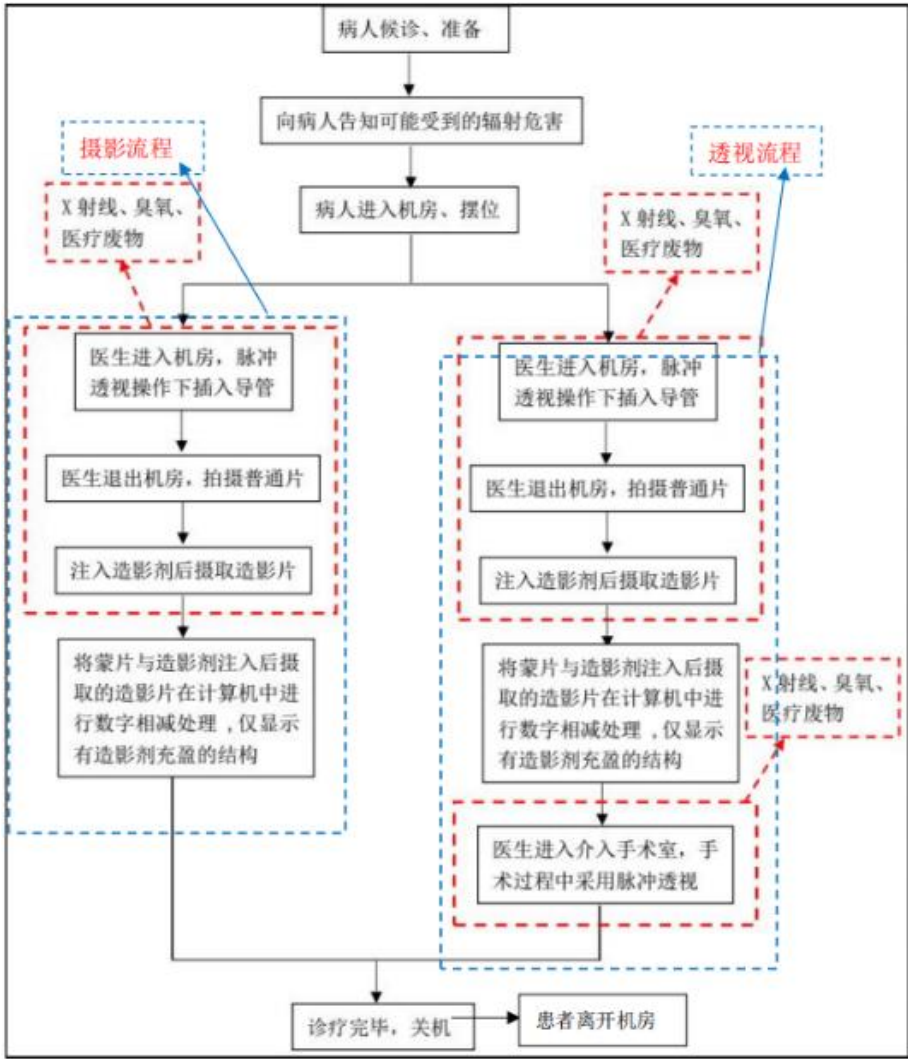 病人候诊、准备
向病人告知可能受到的辐射危害
摄影流程
透视流程
病人进入机房、摆位
X 射线、臭氧、
医疗废物
X 射线、臭氧、
医疗废物
医生进入机房，脉冲
透视操作下插入导管
医生退出机房，拍摄普通片
注入造影剂后摄取造影片
将蒙片与造影剂注入后摄
取的造影片在计算机中进
行数字相减处理，仅显示
有造影剂充盈的结构
医生进入机房，脉冲
透视操作下插入导管
医生退出机房，拍摄普通片
注入造影剂后摄取造影片
将蒙片与造影剂注入后摄
取的造影片在计算机中进
行数字相减处理，仅显示
有造影剂充盈的结构
X 射线、臭氧、
医疗废物
医生进入介入手术室，手
术过程中采用脉冲透视
诊疗完毕，关机
患者离开机房